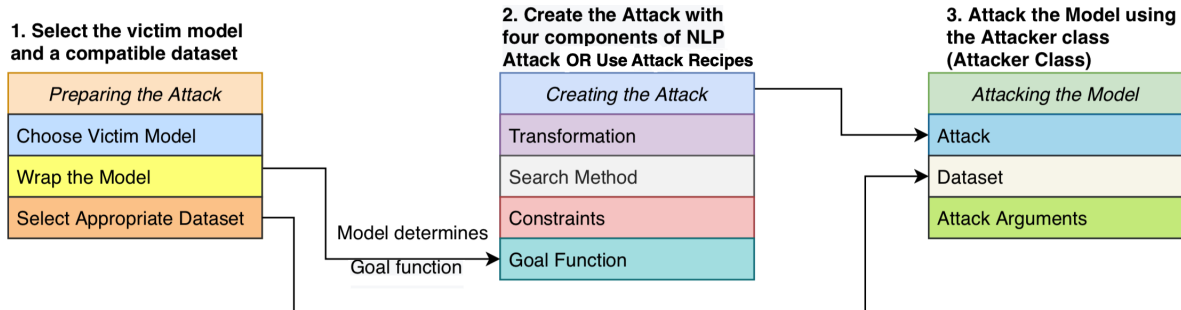 1. Select the victim model
and a compatible dataset
Preparing the Attack
Choose Victim Model
Wrap the Model
Select Appropriate Dataset
Model determines
Goal function
2. Create the Attack with
four components of NLP
Attack OR Use Attack Recipes
Creating the Attack
Transformation
Search Method
Constraints
Goal Function
3. Attack the Model using
the Attacker class
(Attacker Class)
Attacking the Model
Attack
Dataset
Attack Arguments